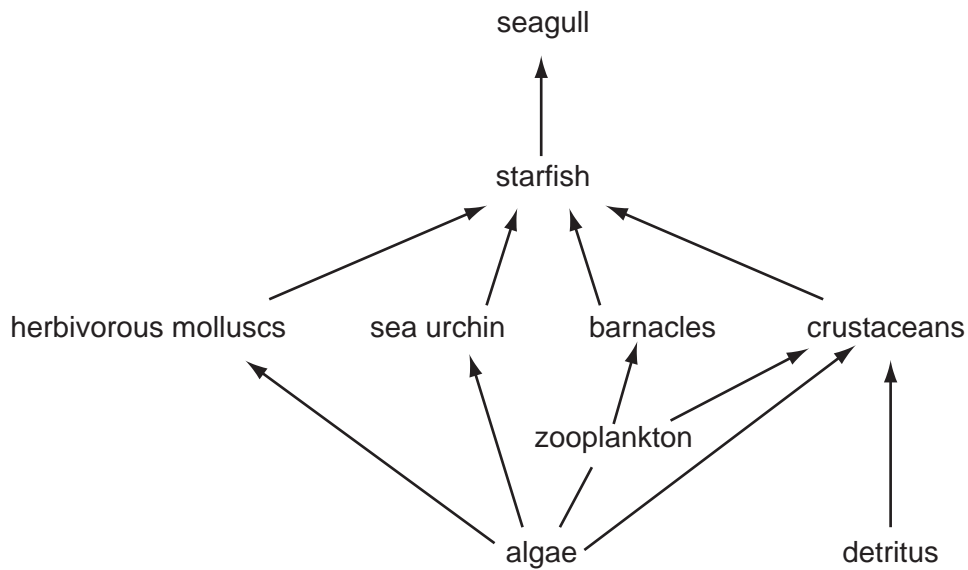 seagull
starfish
herbivorous molluscs
sea urchin
barnacles
crustaceans
zooplankton
algae
detritus